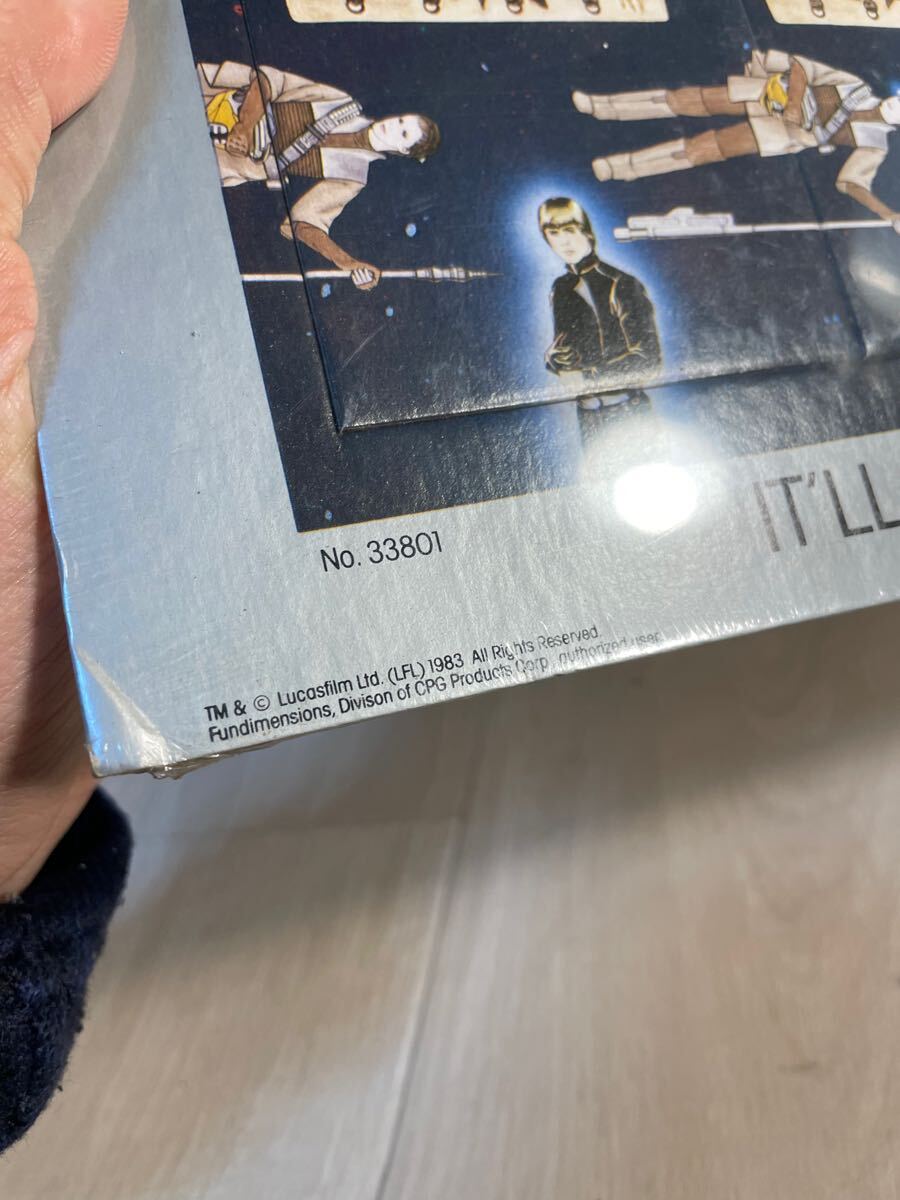 IT'LL
No. 33801
TM & © Lucasfilm Ltd. (LFL) 1983 All Rights Reserved.
Fundimensions, Divison of CPG Products Corp. authorized user